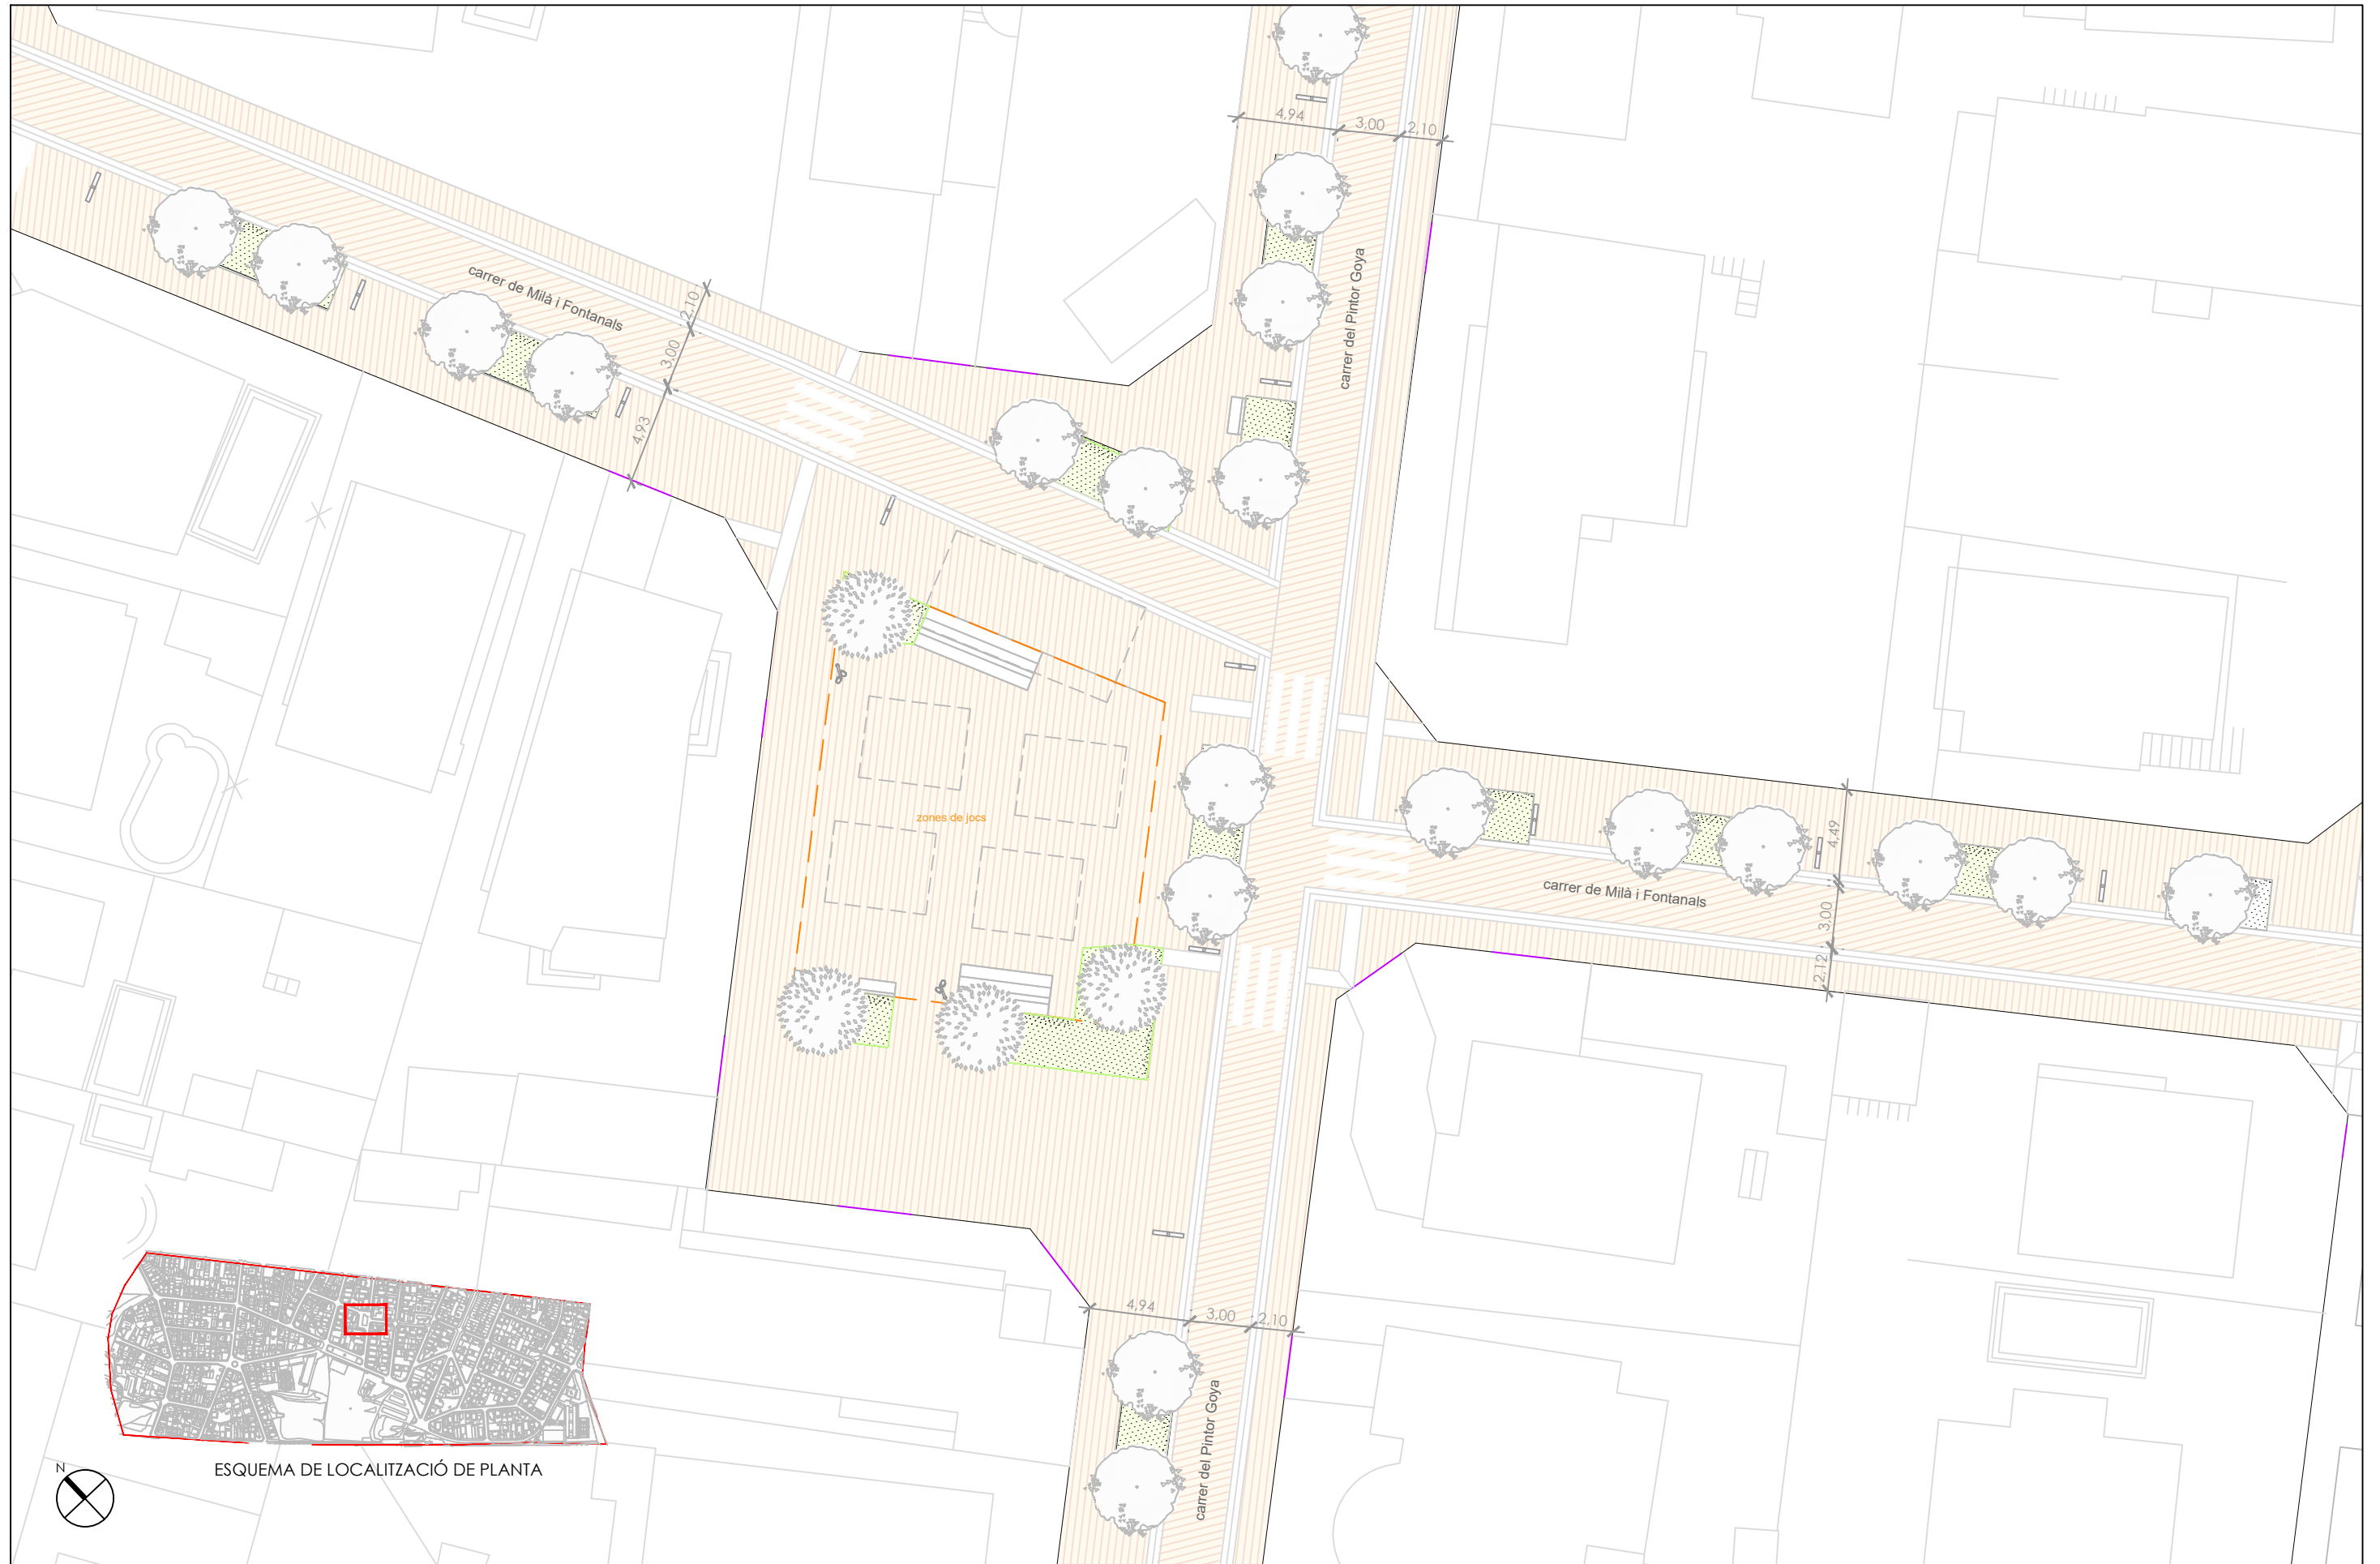 4,94
3,00
2,10
carrer del Pintor Goya
carrer de Milà i Fontanals
2,10
3,00
4,93
zones de jocs
4,49
carrer de Milà i Fontanals
3,00
2,12
4,94
3,00
2,10
carrer del Pintor Goya
N
ESQUEMA DE LOCALITZACIÓ DE PLANTA